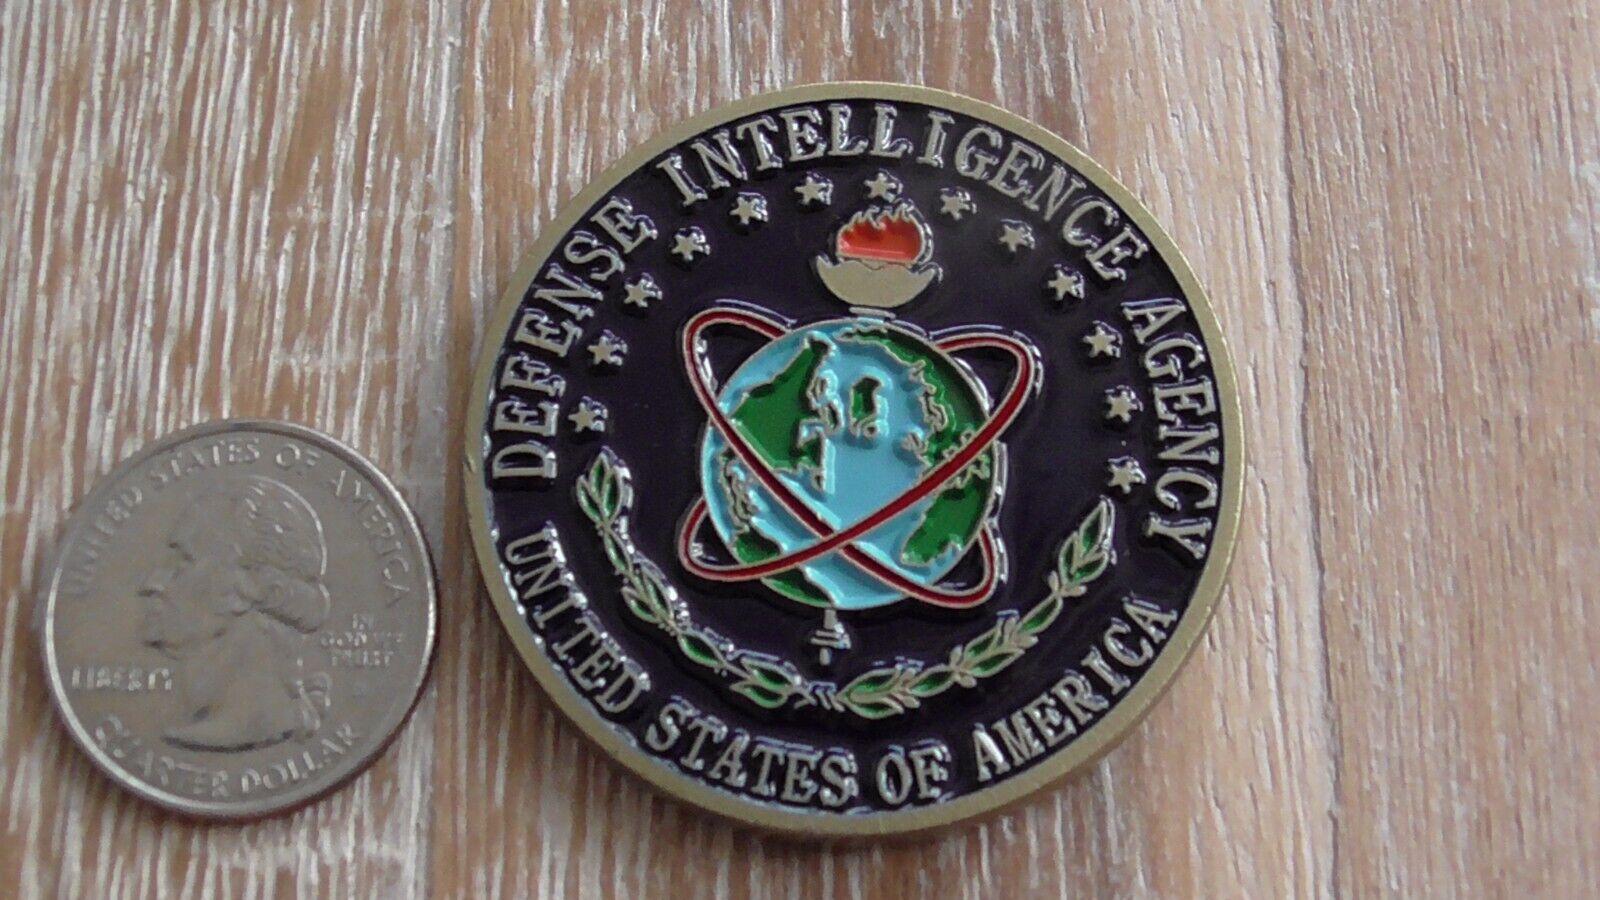 UNITED STATES OF AMERICA
LIBERTY
IN
GOD WE
TRUST
QUARTER DOLLAR
DEFENSE INTELLIGENCE AGENCY
UNITED STATES OF AMERICA